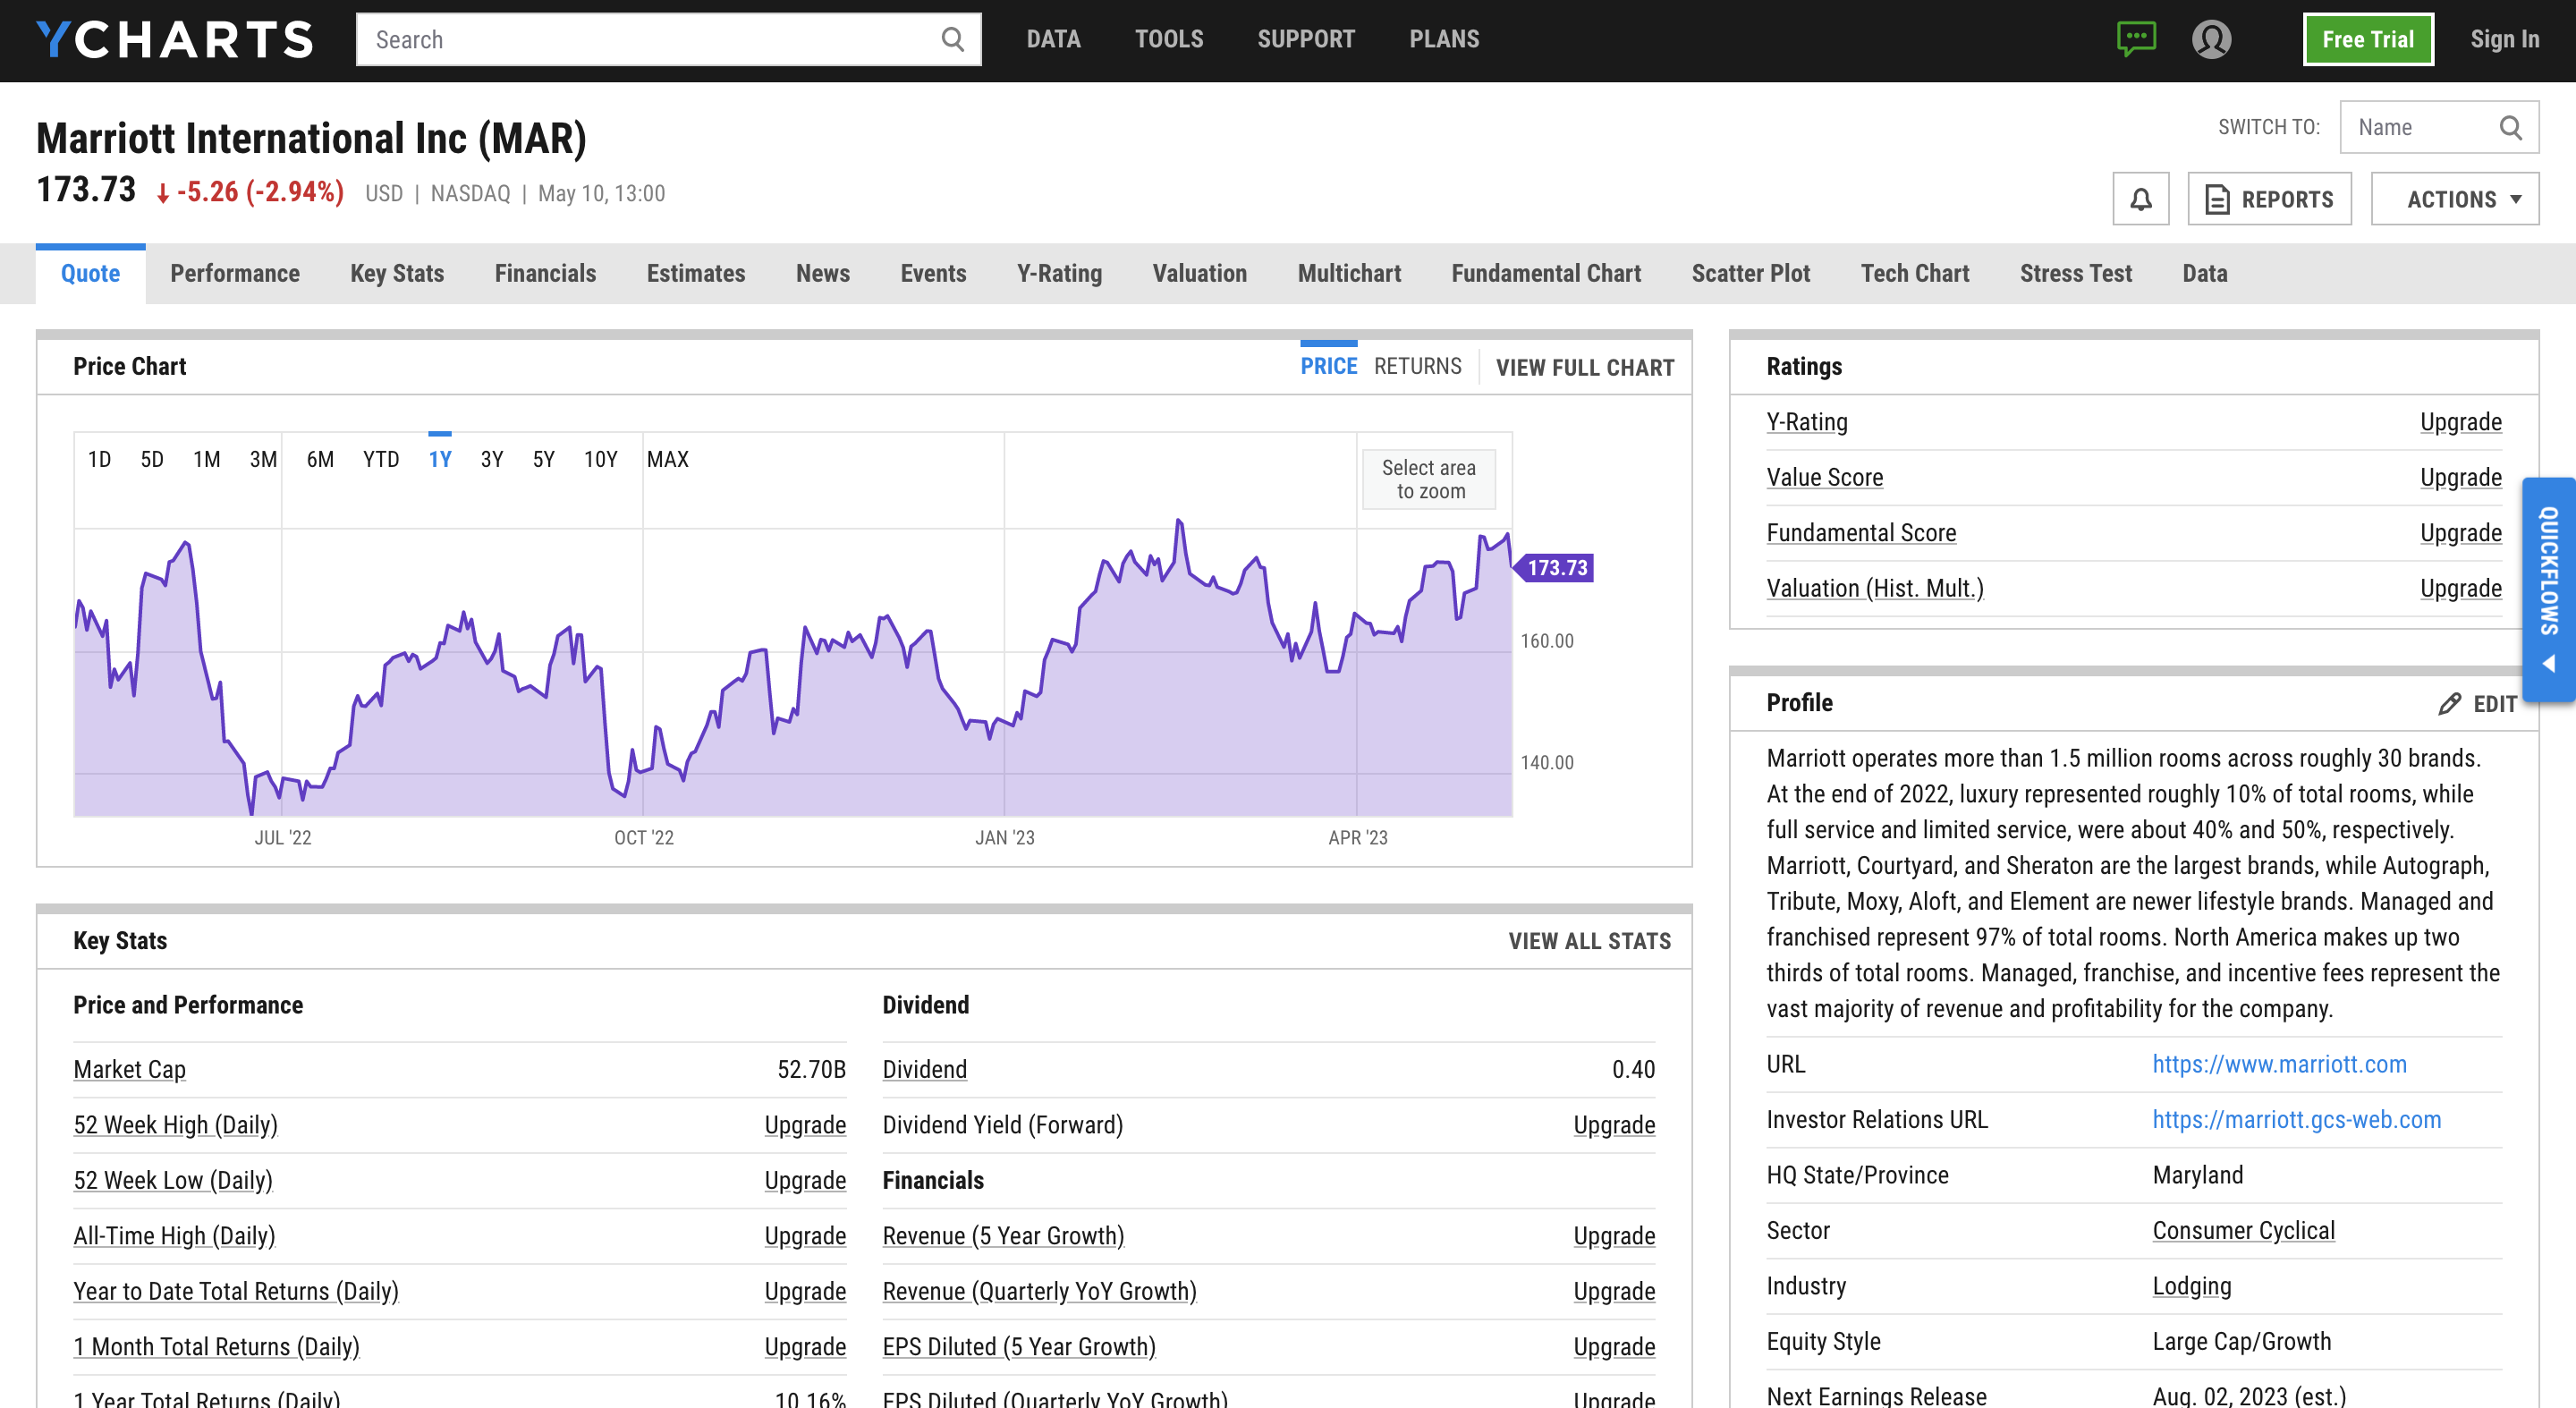 YCHARTS
Search
DATA
TOOLS
SUPPORT
PLANS
Free Trial
Sign In
Marriott International Inc (MAR)
173.73 -5.26 (-2.94%) USD | NASDAQ | May 10, 13:00
SWITCH TO:
Name
REPORTS
ACTIONS
Quote
Performance
Key Stats
Financials
Estimates
News
Events
Y-Rating
Valuation
Multichart
Fundamental Chart
Scatter Plot
Tech Chart
Stress Test
Data
Price Chart
PRICE
RETURNS
VIEW FULL CHART
1D 5D 1M 3M 6M YTD 1Y 3Y 5Y 10Y MAX
Select area
to zoom
173.73
160.00
140.00
JUL '22
OCT '22
JAN '23
APR '23
Key Stats
VIEW ALL STATS
Price and Performance
Market Cap 52.70B
52 Week High (Daily) Upgrade
52 Week Low (Daily) Upgrade
All-Time High (Daily) Upgrade
Year to Date Total Returns (Daily) Upgrade
1 Month Total Returns (Daily) Upgrade
1 Year Total Returns (Daily) 10.16%
Dividend
Dividend 0.40
Dividend Yield (Forward) Upgrade
Financials
Revenue (5 Year Growth) Upgrade
Revenue (Quarterly YoY Growth) Upgrade
EPS Diluted (5 Year Growth) Upgrade
EPS Diluted (Quarterly YoY Growth) Upgrade
Ratings
Y-Rating Upgrade
Value Score Upgrade
Fundamental Score Upgrade
Valuation (Hist. Mult.) Upgrade
QUICKFLOWS
Profile
EDIT
Marriott operates more than 1.5 million rooms across roughly 30 brands.
At the end of 2022, luxury represented roughly 10% of total rooms, while
full service and limited service, were about 40% and 50%, respectively.
Marriott, Courtyard, and Sheraton are the largest brands, while Autograph,
Tribute, Moxy, Aloft, and Element are newer lifestyle brands. Managed and
franchised represent 97% of total rooms. North America makes up two
thirds of total rooms. Managed, franchise, and incentive fees represent the
vast majority of revenue and profitability for the company.
URL https://www.marriott.com
Investor Relations URL https://marriott.gcs-web.com
HQ State/Province Maryland
Sector Consumer Cyclical
Industry Lodging
Equity Style Large Cap/Growth
Next Earnings Release Aug. 02, 2023 (est.)